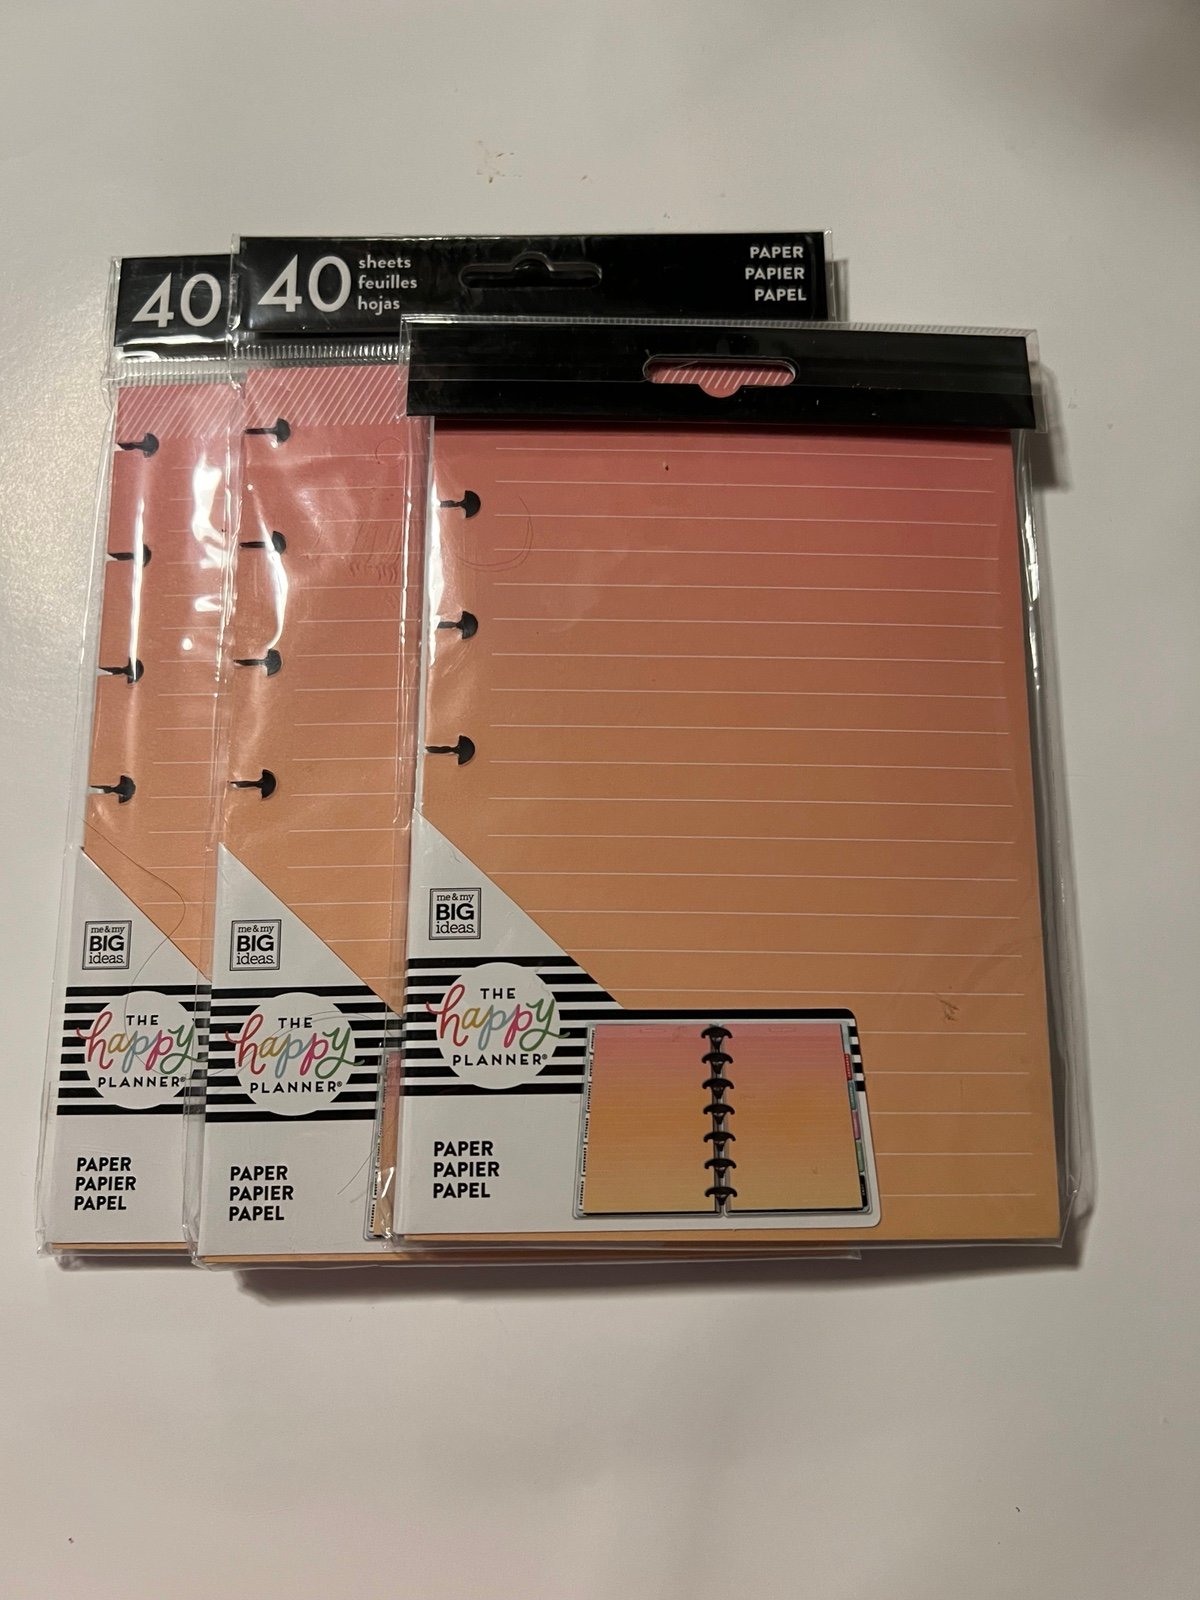 40
40
sheets
feuilles
hojas
PAPER
PAPIER
PAPEL
me & my
BIG
ideas.
THE
happy
PLANNER®
PAPER
PAPIER
PAPEL
me & my
BIG
ideas.
THE
happy
PLANNER®
PAPER
PAPIER
PAPEL
me & my
BIG
ideas.
THE
happy
PLANNER®
PAPER
PAPIER
PAPEL